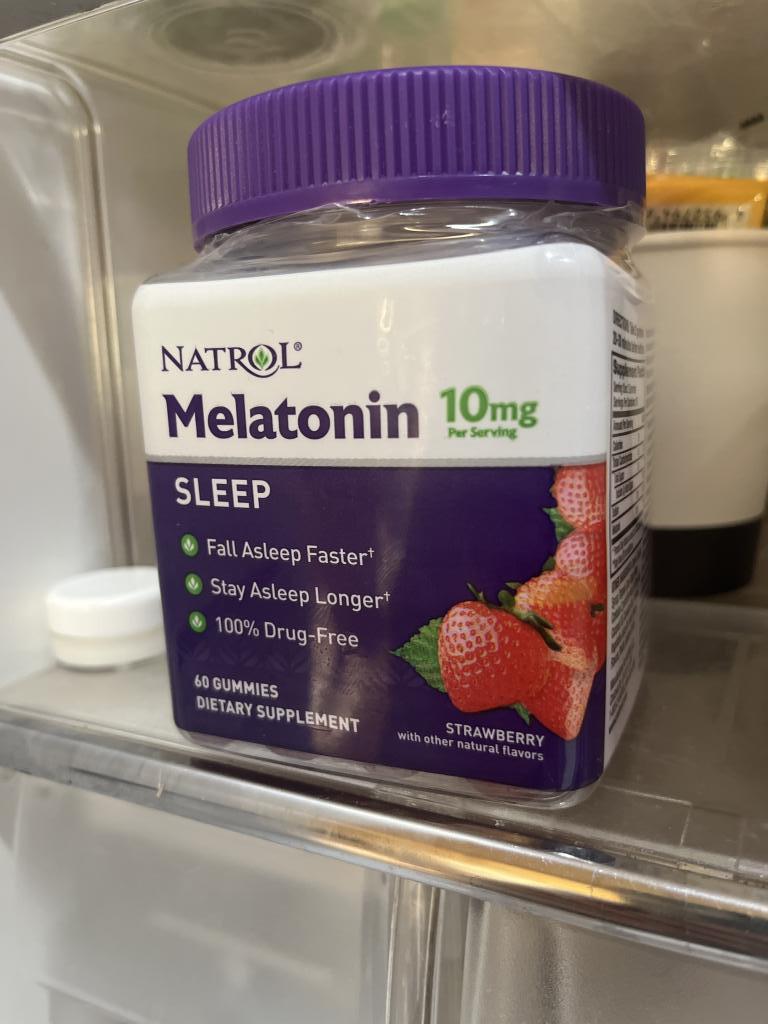 NATROL®
Melatonin 10mg
Per Serving
SLEEP
Fall Asleep Faster†
Stay Asleep Longer†
100% Drug-Free
60 GUMMIES
DIETARY SUPPLEMENT
STRAWBERRY
with other natural flavors
Supplement